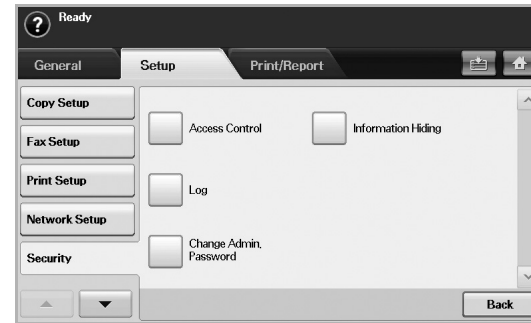 ? Ready
General Setup Print/Report
Copy Setup
Fax Setup
Print Setup
Network Setup
Security
Access Control Information Hiding
Log
Change Admin.
Password
Back